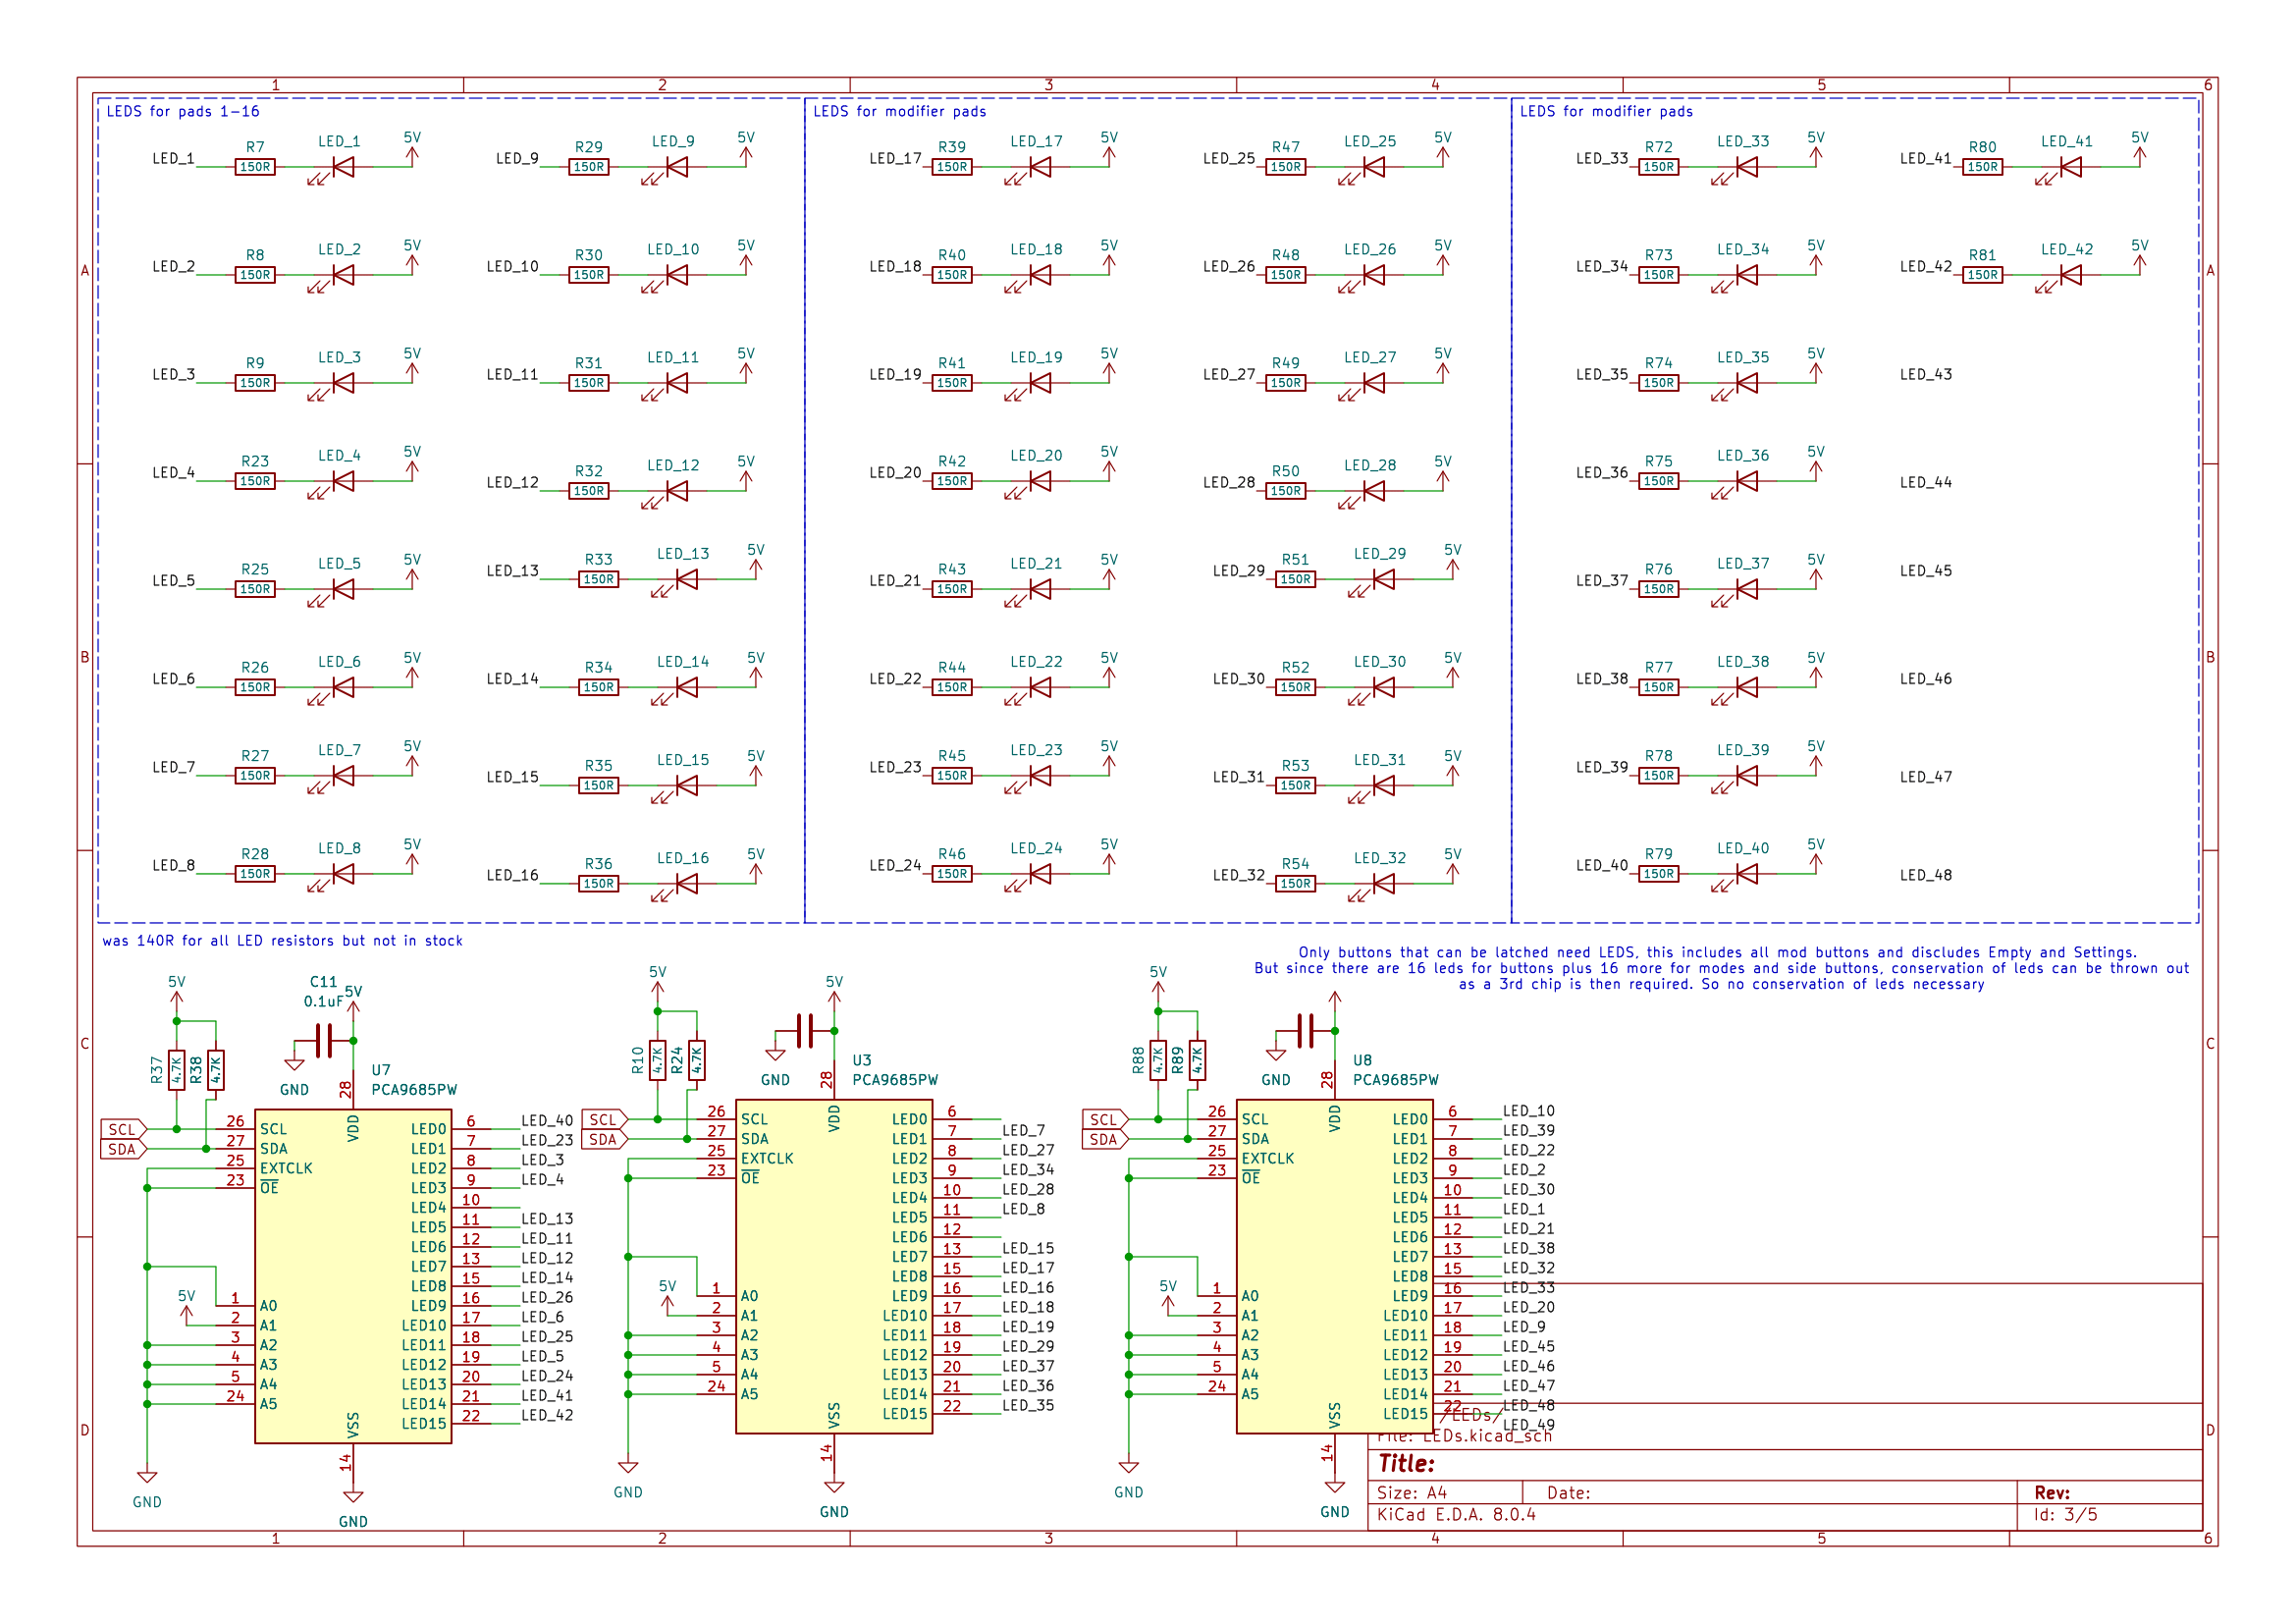 1 2 3 4 5 6
LEDS for pads 1-16
LEDS for modifier pads
LEDS for modifier pads
LED_1 R7 150R LED_1 5V
LED_9 R29 150R LED_9 5V
LED_17 R39 150R LED_17 5V
LED_25 R47 150R LED_25 5V
LED_33 R72 150R LED_33 5V
LED_41 R80 150R LED_41 5V
A
LED_2 R8 150R LED_2 5V
LED_10 R30 150R LED_10 5V
LED_18 R40 150R LED_18 5V
LED_26 R48 150R LED_26 5V
LED_34 R73 150R LED_34 5V
LED_42 R81 150R LED_42 5V
A
LED_3 R9 150R LED_3 5V
LED_11 R31 150R LED_11 5V
LED_19 R41 150R LED_19 5V
LED_27 R49 150R LED_27 5V
LED_35 R74 150R LED_35 5V
LED_43
LED_4 R23 150R LED_4 5V
LED_12 R32 150R LED_12 5V
LED_20 R42 150R LED_20 5V
LED_28 R50 150R LED_28 5V
LED_36 R75 150R LED_36 5V
LED_44
LED_5 R25 150R LED_5 5V
LED_13 R33 150R LED_13 5V
LED_21 R43 150R LED_21 5V
LED_29 R51 150R LED_29 5V
LED_37 R76 150R LED_37 5V
LED_45
B
LED_6 R26 150R LED_6 5V
LED_14 R34 150R LED_14 5V
LED_22 R44 150R LED_22 5V
LED_30 R52 150R LED_30 5V
LED_38 R77 150R LED_38 5V
LED_46
B
LED_7 R27 150R LED_7 5V
LED_15 R35 150R LED_15 5V
LED_23 R45 150R LED_23 5V
LED_31 R53 150R LED_31 5V
LED_39 R78 150R LED_39 5V
LED_47
LED_8 R28 150R LED_8 5V
LED_16 R36 150R LED_16 5V
LED_24 R46 150R LED_24 5V
LED_32 R54 150R LED_32 5V
LED_40 R79 150R LED_40 5V
LED_48
was 140R for all LED resistors but not in stock
Only buttons that can be latched need LEDS, this includes all mod buttons and discludes Empty and Settings.
But since there are 16 leds for buttons plus 16 more for modes and side buttons, conservation of leds can be thrown out
as a 3rd chip is then required. So no conservation of leds necessary
C
C
5V
C11
0.1uF
5V
R37 4.7K
R38 4.7K
GND
U7
PCA9685PW
28 VDD
SCL 26 SCL
SDA 27 SDA
25 EXTCLK
23 OE
5V
1 A0
2 A1
3 A2
4 A3
5 A4
24 A5
LED0 6 LED_40
LED1 7 LED_23
LED2 8 LED_3
LED3 9 LED_4
LED4 10
LED5 11 LED_13
LED6 12 LED_11
LED7 13 LED_12
LED8 15 LED_14
LED9 16 LED_26
LED10 17 LED_6
LED11 18 LED_25
LED12 19 LED_5
LED13 20 LED_24
LED14 21 LED_41
LED15 22 LED_42
VSS 14
GND
GND
5V
5V
R10 4.7K
R24 4.7K
GND
U3
PCA9685PW
28 VDD
SCL 26 SCL
SDA 27 SDA
25 EXTCLK
23 OE
5V
1 A0
2 A1
3 A2
4 A3
5 A4
24 A5
LED0 6
LED1 7 LED_7
LED2 8 LED_27
LED3 9 LED_34
LED4 10 LED_28
LED5 11 LED_8
LED6 12
LED7 13 LED_15
LED8 15 LED_17
LED9 16 LED_16
LED10 17 LED_18
LED11 18 LED_19
LED12 19 LED_29
LED13 20 LED_37
LED14 21 LED_36
LED15 22 LED_35
VSS 14
GND
GND
5V
R88 4.7K
R89 4.7K
GND
U8
PCA9685PW
28 VDD
SCL 26 SCL
SDA 27 SDA
25 EXTCLK
23 OE
5V
1 A0
2 A1
3 A2
4 A3
5 A4
24 A5
LED0 6 LED_10
LED1 7 LED_39
LED2 8 LED_22
LED3 9 LED_2
LED4 10 LED_30
LED5 11 LED_1
LED6 12 LED_21
LED7 13 LED_38
LED8 15 LED_32
LED9 16 LED_33
LED10 17 LED_20
LED11 18 LED_9
LED12 19 LED_45
LED13 20 LED_46
LED14 21 LED_47
LED15 22 LED_48
LED_49
VSS 14
GND
GND
D
D
/LEDs/
File: LEDs.kicad_sch
Title:
Size: A4 Date: Rev:
KiCad E.D.A. 8.0.4 Id: 3/5
1 2 3 4 5 6